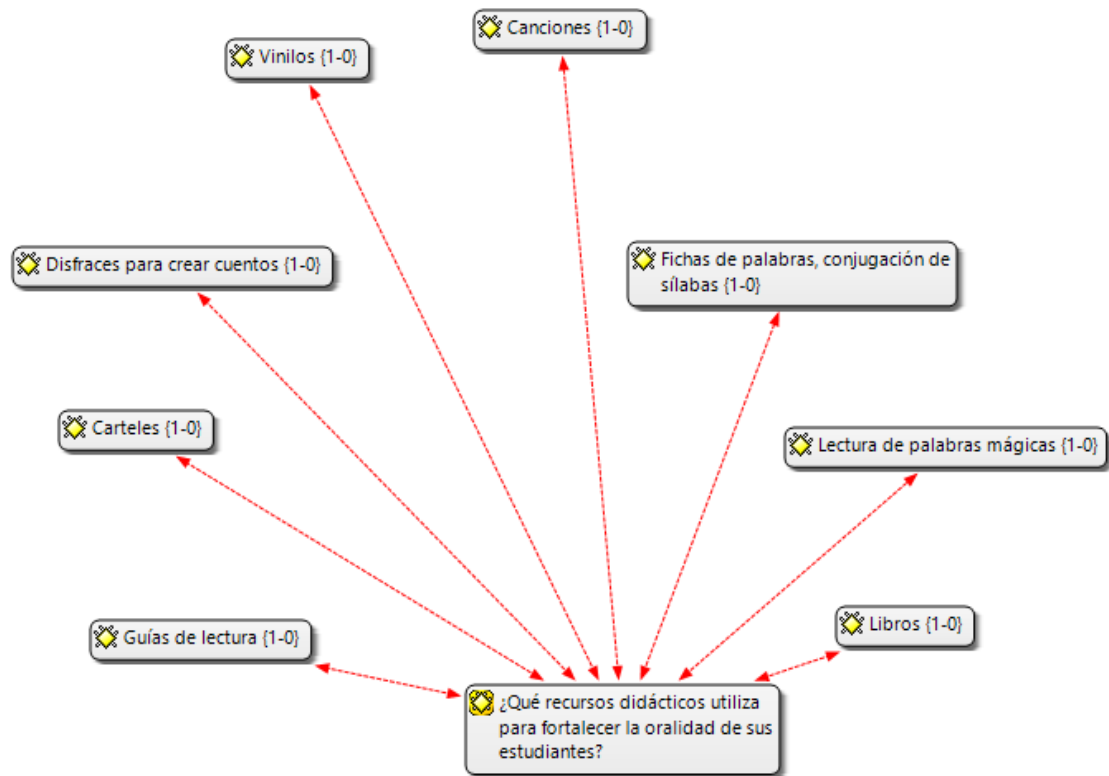 Canciones {1-0}
Vinilos {1-0}
Disfraces para crear cuentos {1-0}
Fichas de palabras, conjugación de
sílabas {1-0}
Carteles {1-0}
Lectura de palabras mágicas {1-0}
Guías de lectura {1-0}
Libros {1-0}
¿Qué recursos didácticos utiliza
para fortalecer la oralidad de sus
estudiantes?